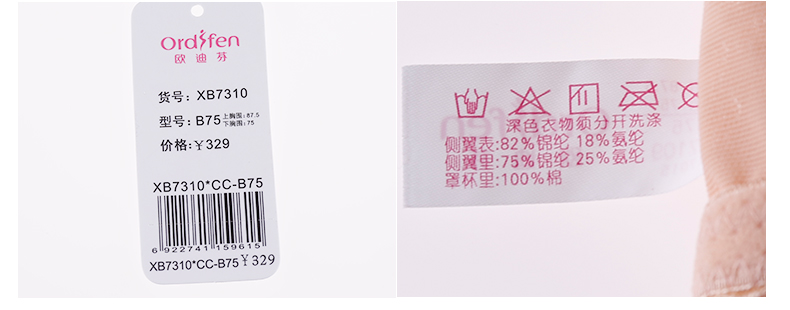 Ordifen
欧迪芬
货号: XB7310
型号: B75 上胸围: 87.5
下胸围: 75
价格: ¥329
XB7310*CC-B75
6 922741 159615
XB7310*CC-B75 ¥329
深色衣物须分开洗涤
侧翼表:82%锦纶 18%氨纶
侧翼里:75%锦纶 25%氨纶
罩杯里:100%棉